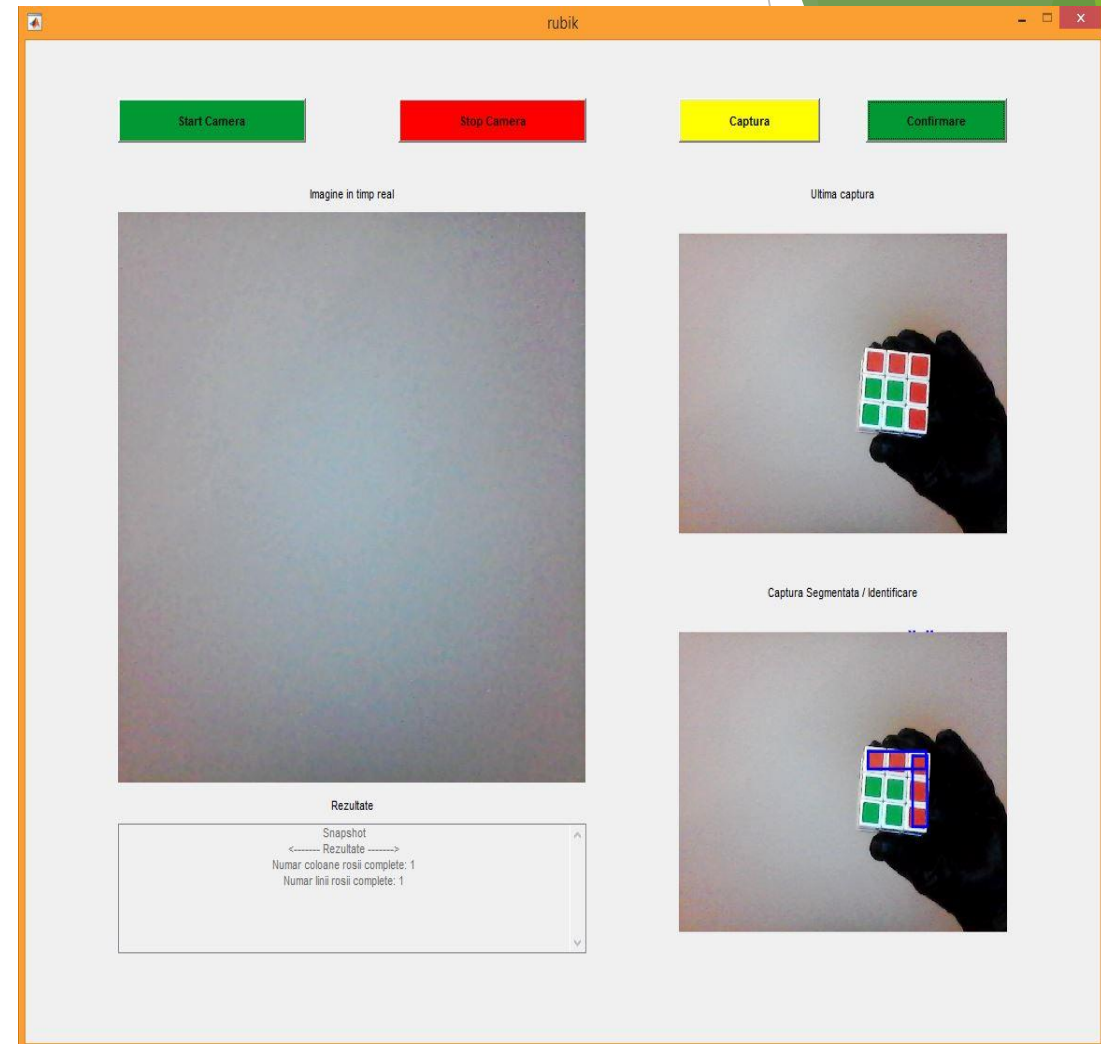 rubik
Start Camera
Stop Camera
Captura
Confirmare
Imagine in timp real
Ultima captura
Captura Segmentata / Identificare
Rezultate
Snapshot
<------- Rezultate ------->
Numar coloane rosii complete: 1
Numar linii rosii complete: 1